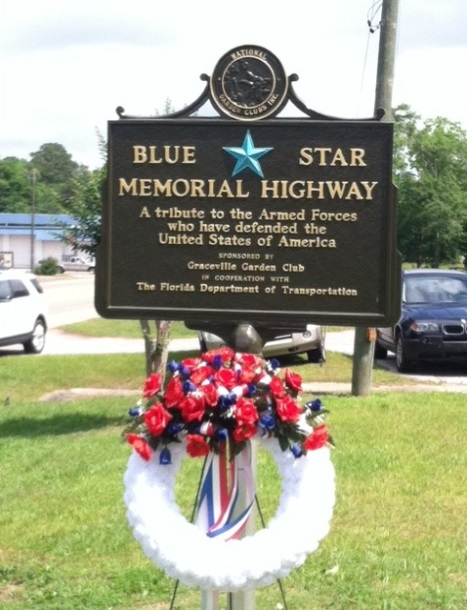 NATIONAL
GARDEN CLUBS INC.
BLUE STAR
MEMORIAL HIGHWAY
A tribute to the Armed Forces
who have defended the
United States of America
SPONSORED BY
Graceville Garden Club
IN COOPERATION WITH
The Florida Department of Transportation